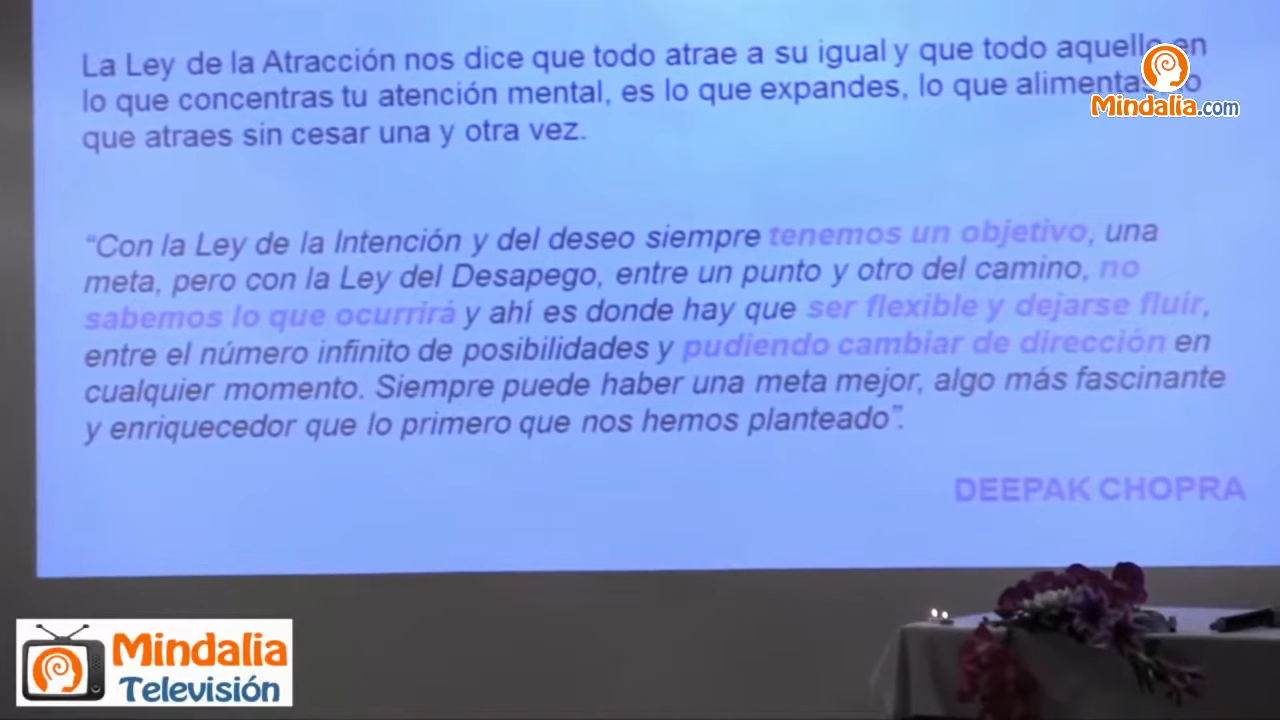 La Ley de la Atracción nos dice que todo atrae a su igual y que todo aquello en
lo que concentras tu atención mental, es lo que expandes, lo que alimentas, lo
que atraes sin cesar una y otra vez.
“Con la Ley de la Intención y del deseo siempre tenemos un objetivo, una
meta, pero con la Ley del Desapego, entre un punto y otro del camino, no
sabemos lo que ocurrirá y ahí es donde hay que ser flexible y dejarse fluir,
entre el número infinito de posibilidades y pudiendo cambiar de dirección en
cualquier momento. Siempre puede haber una meta mejor, algo más fascinante
y enriquecedor que lo primero que nos hemos planteado”.
DEEPAK CHOPRA
Mindalia.com
Mindalia
Televisión